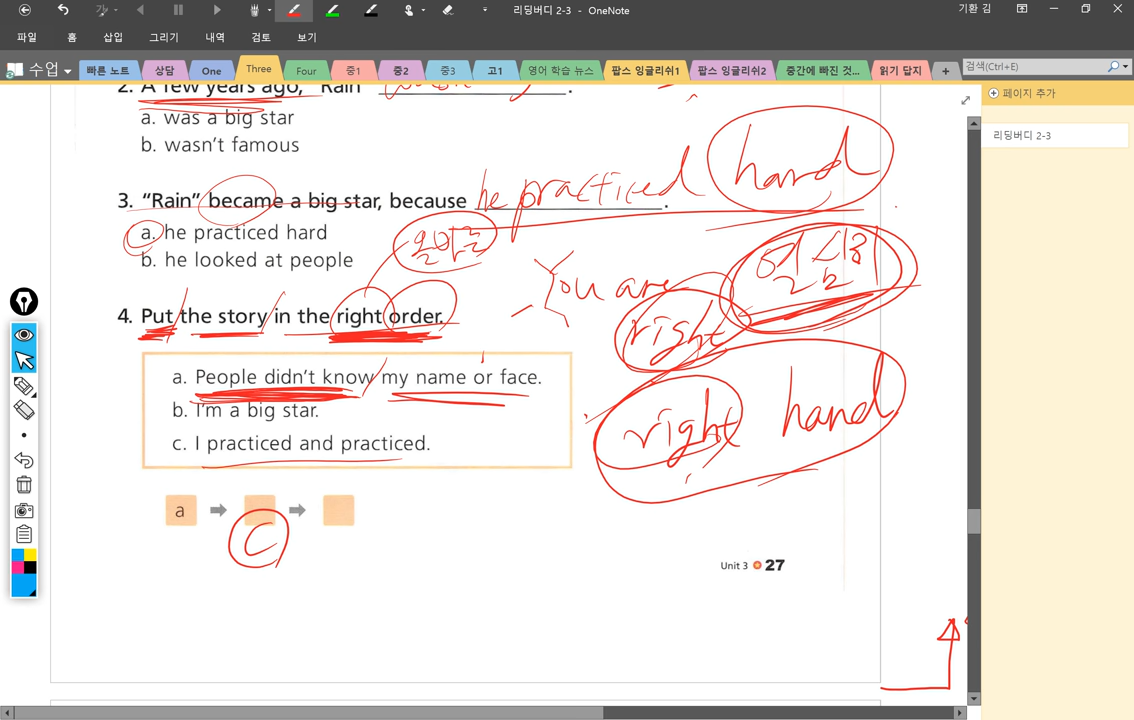 기환 김
리딩버디 2-3 - OneNote
파일 홈 삽입 그리기 내역 검토 보기
수업 빠른 노트 상담 One Three Four 중1 중2 중3 고1 영어 학습 뉴스 팝스 잉글리쉬1 팝스 잉글리쉬2 중간에 빠진 것... 읽기 답지 + 검색(Ctrl+E)
페이지 추가
리딩버디 2-3
2. A few years ago, "Rain" .
a. was a big star
b. wasn't famous
3. "Rain" became a big star, because he practiced hard .
a. he practiced hard
b. he looked at people
올바른
열심히
You are
right
4. Put the story in the right order.
a. People didn't know my name or face.
b. I'm a big star.
c. I practiced and practiced.
right hand
a
C
Unit 3 27